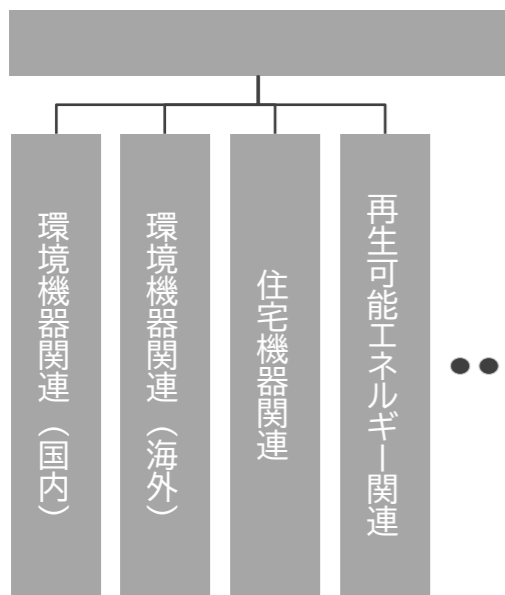 環境機器関連（国内）
環境機器関連（海外）
住宅機器関連
再生可能エネルギー関連